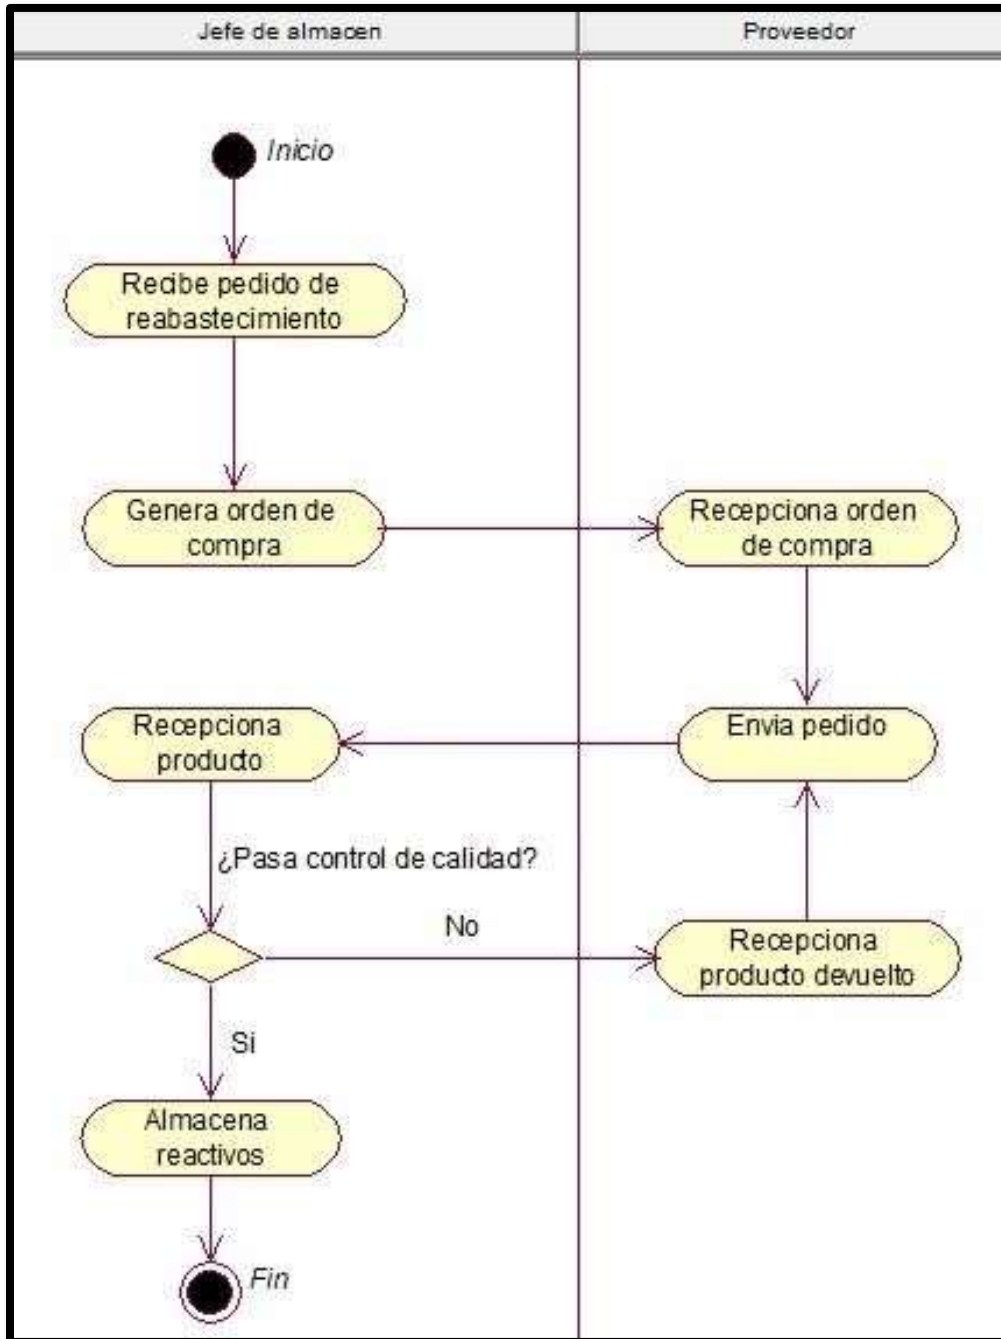 Jefe de almacen
Proveedor
Inicio
Recibe pedido de
reabastecimiento
Genera orden de
compra
Recepciona orden
de compra
Recepciona
producto
Envia pedido
¿Pasa control de calidad?
No
Recepciona
producto devuelto
Si
Almacena
reactivos
Fin